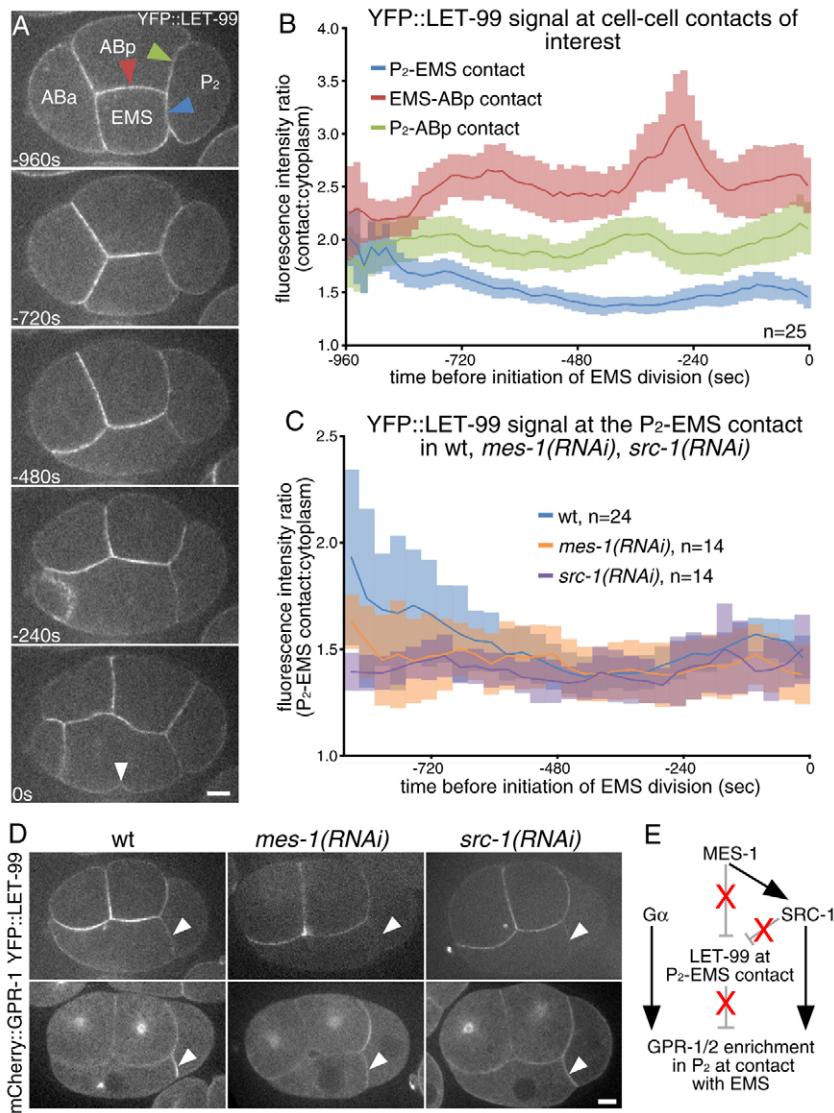 A
YFP::LET-99
ABp
P2
ABa
EMS
-960s
-720s
-480s
-240s
0s
B
YFP::LET-99 signal at cell-cell contacts of
interest
P2-EMS contact
EMS-ABp contact
P2-ABp contact
fluorescence intensity ratio
(contact:cytoplasm)
4.0
3.5
3.0
2.5
2.0
1.5
1.0
n=25
-960
-720
-480
-240
0
time before initiation of EMS division (sec)
C
YFP::LET-99 signal at the P2-EMS contact
in wt, mes-1(RNAi), src-1(RNAi)
wt, n=24
mes-1(RNAi), n=14
src-1(RNAi), n=14
fluorescence intensity ratio
(P2-EMS contact:cytoplasm)
2.5
2.0
1.5
1.0
-720
-480
-240
0
time before initiation of EMS division (sec)
D
wt
mes-1(RNAi)
src-1(RNAi)
YFP::LET-99
mCherry::GPR-1
E
MES-1
Gα
SRC-1
X
X
LET-99 at
P2-EMS contact
X
GPR-1/2 enrichment
in P2 at contact
with EMS